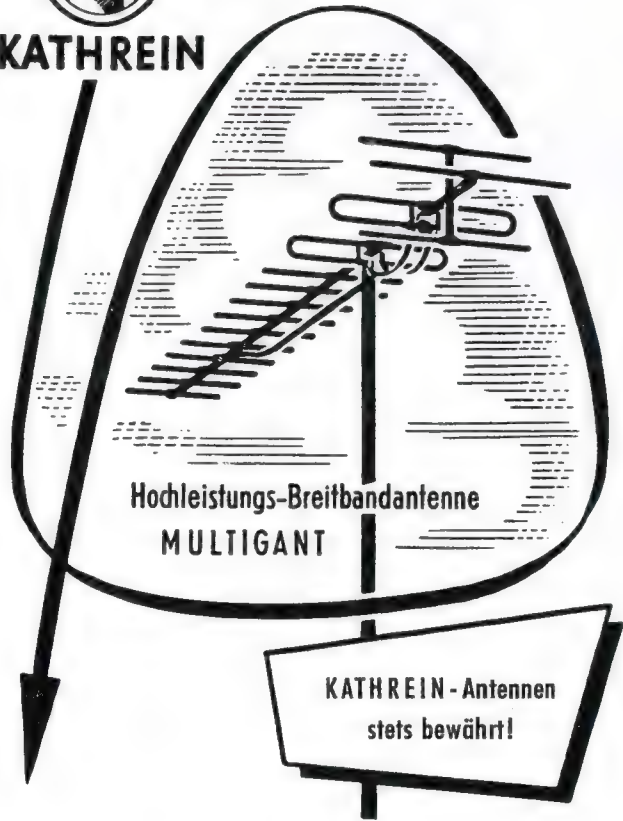 KATHREIN
Hochleistungs-Breitbandantenne
MULTIGANT
KATHREIN-Antennen
stets bewährt!